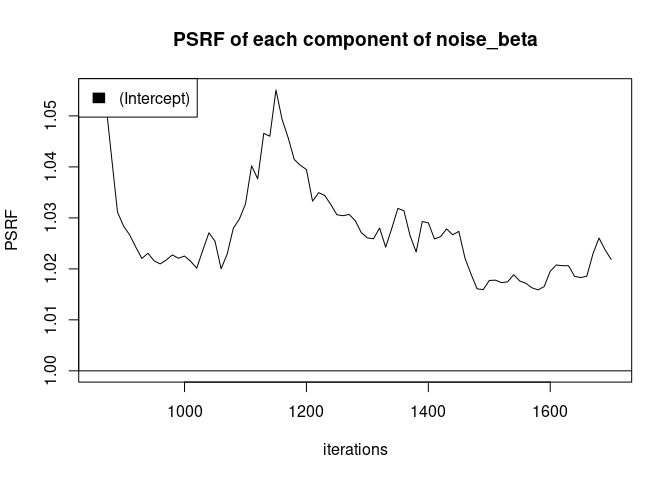 PSRF of each component of noise_beta
(Intercept)
PSRF
1.05
1.04
1.03
1.02
1.01
1.00
1000 1200 1400 1600
iterations